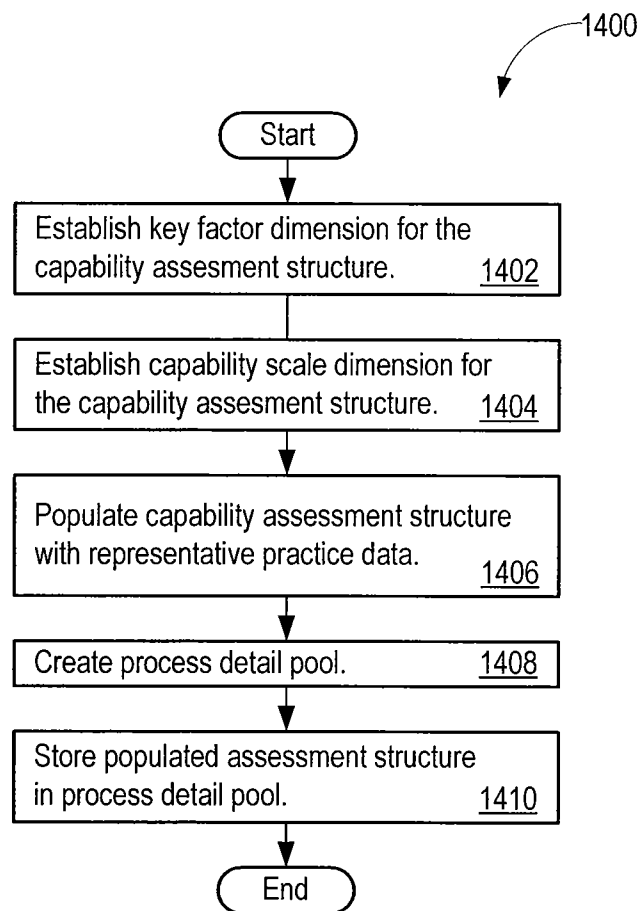 1400
Start
Establish key factor dimension for the
capability assesment structure. 1402
Establish capability scale dimension for
the capability assesment structure. 1404
Populate capability assessment structure
with representative practice data.
1406
Create process detail pool. 1408
Store populated assessment structure
in process detail pool. 1410
End